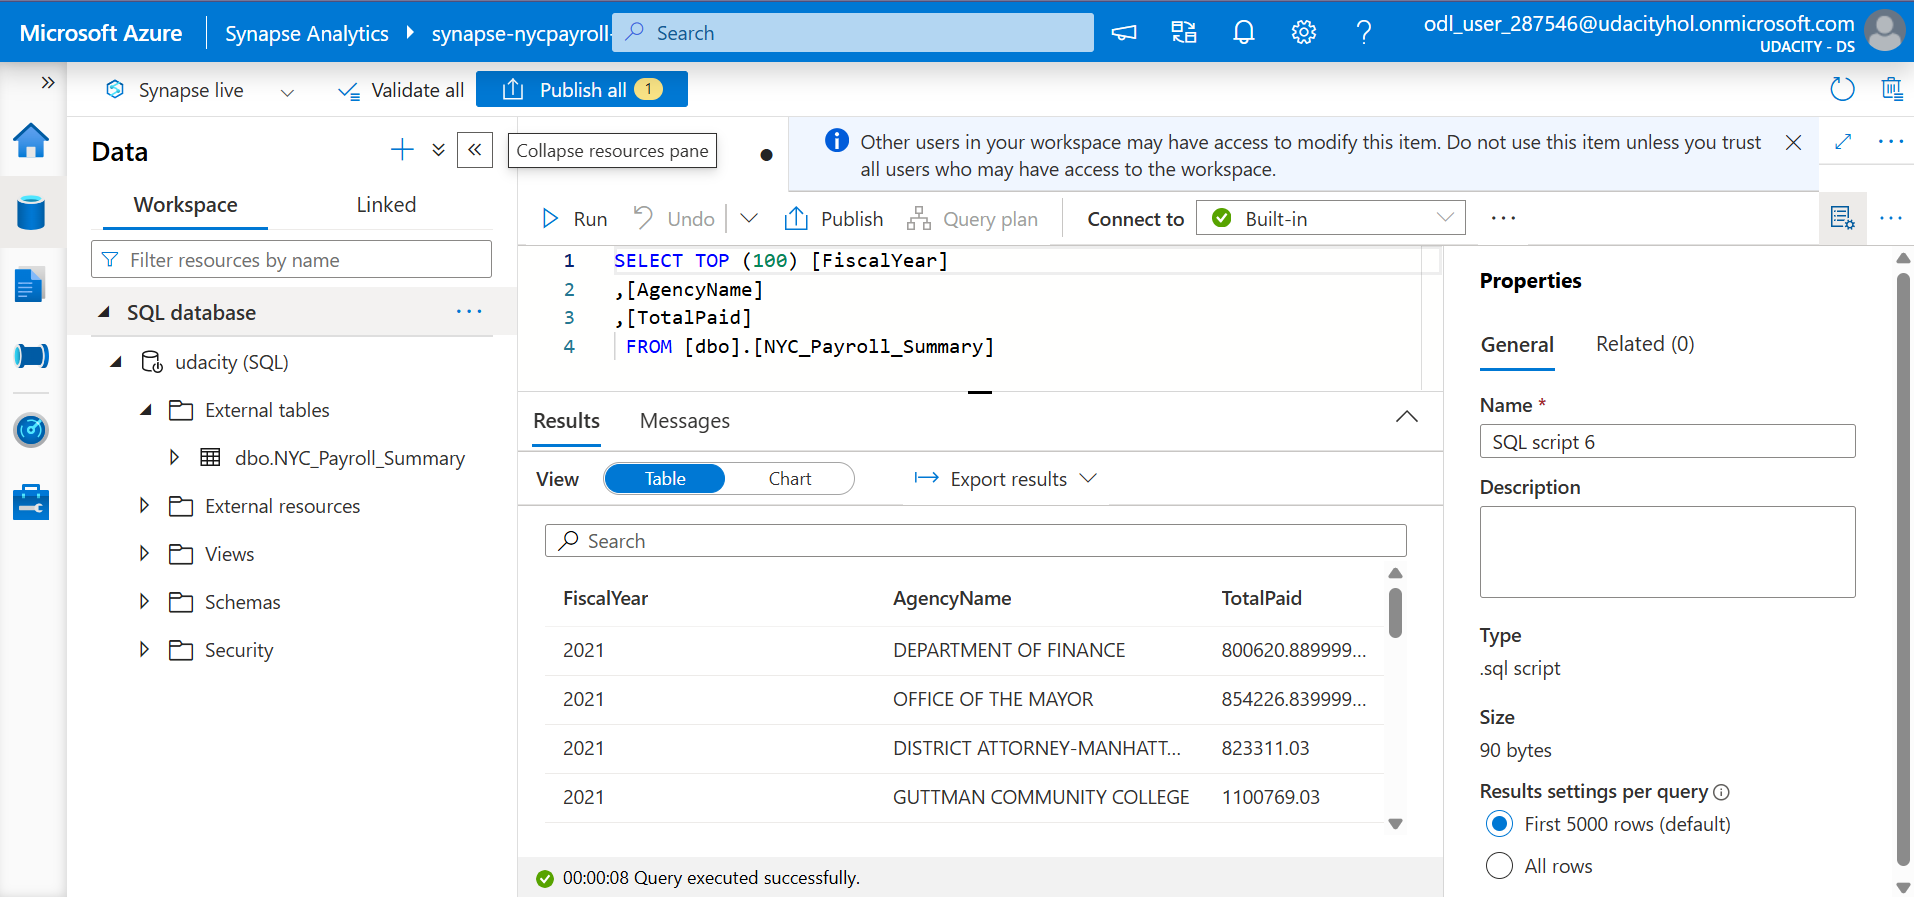 Microsoft Azure
Synapse Analytics
synapse-nycpayroll-
Search
odl_user_287546@udacityhol.onmicrosoft.com
UDACITY - DS
Synapse live
Validate all
Publish all 1
Data
Collapse resources pane
Other users in your workspace may have access to modify this item. Do not use this item unless you trust
all users who may have access to the workspace.
Workspace
Linked
Filter resources by name
SQL database
udacity (SQL)
External tables
dbo.NYC_Payroll_Summary
External resources
Views
Schemas
Security
Run
Undo
Publish
Query plan
Connect to
Built-in
1 SELECT TOP (100) [FiscalYear]
2 ,[AgencyName]
3 ,[TotalPaid]
4 FROM [dbo].[NYC_Payroll_Summary]
Results
Messages
View
Table
Chart
Export results
Search
FiscalYear AgencyName TotalPaid
2021 DEPARTMENT OF FINANCE 800620.889999...
2021 OFFICE OF THE MAYOR 854226.839999...
2021 DISTRICT ATTORNEY-MANHATT... 823311.03
2021 GUTTMAN COMMUNITY COLLEGE 1100769.03
00:00:08 Query executed successfully.
Properties
General
Related (0)
Name *
SQL script 6
Description
Type
.sql script
Size
90 bytes
Results settings per query
First 5000 rows (default)
All rows